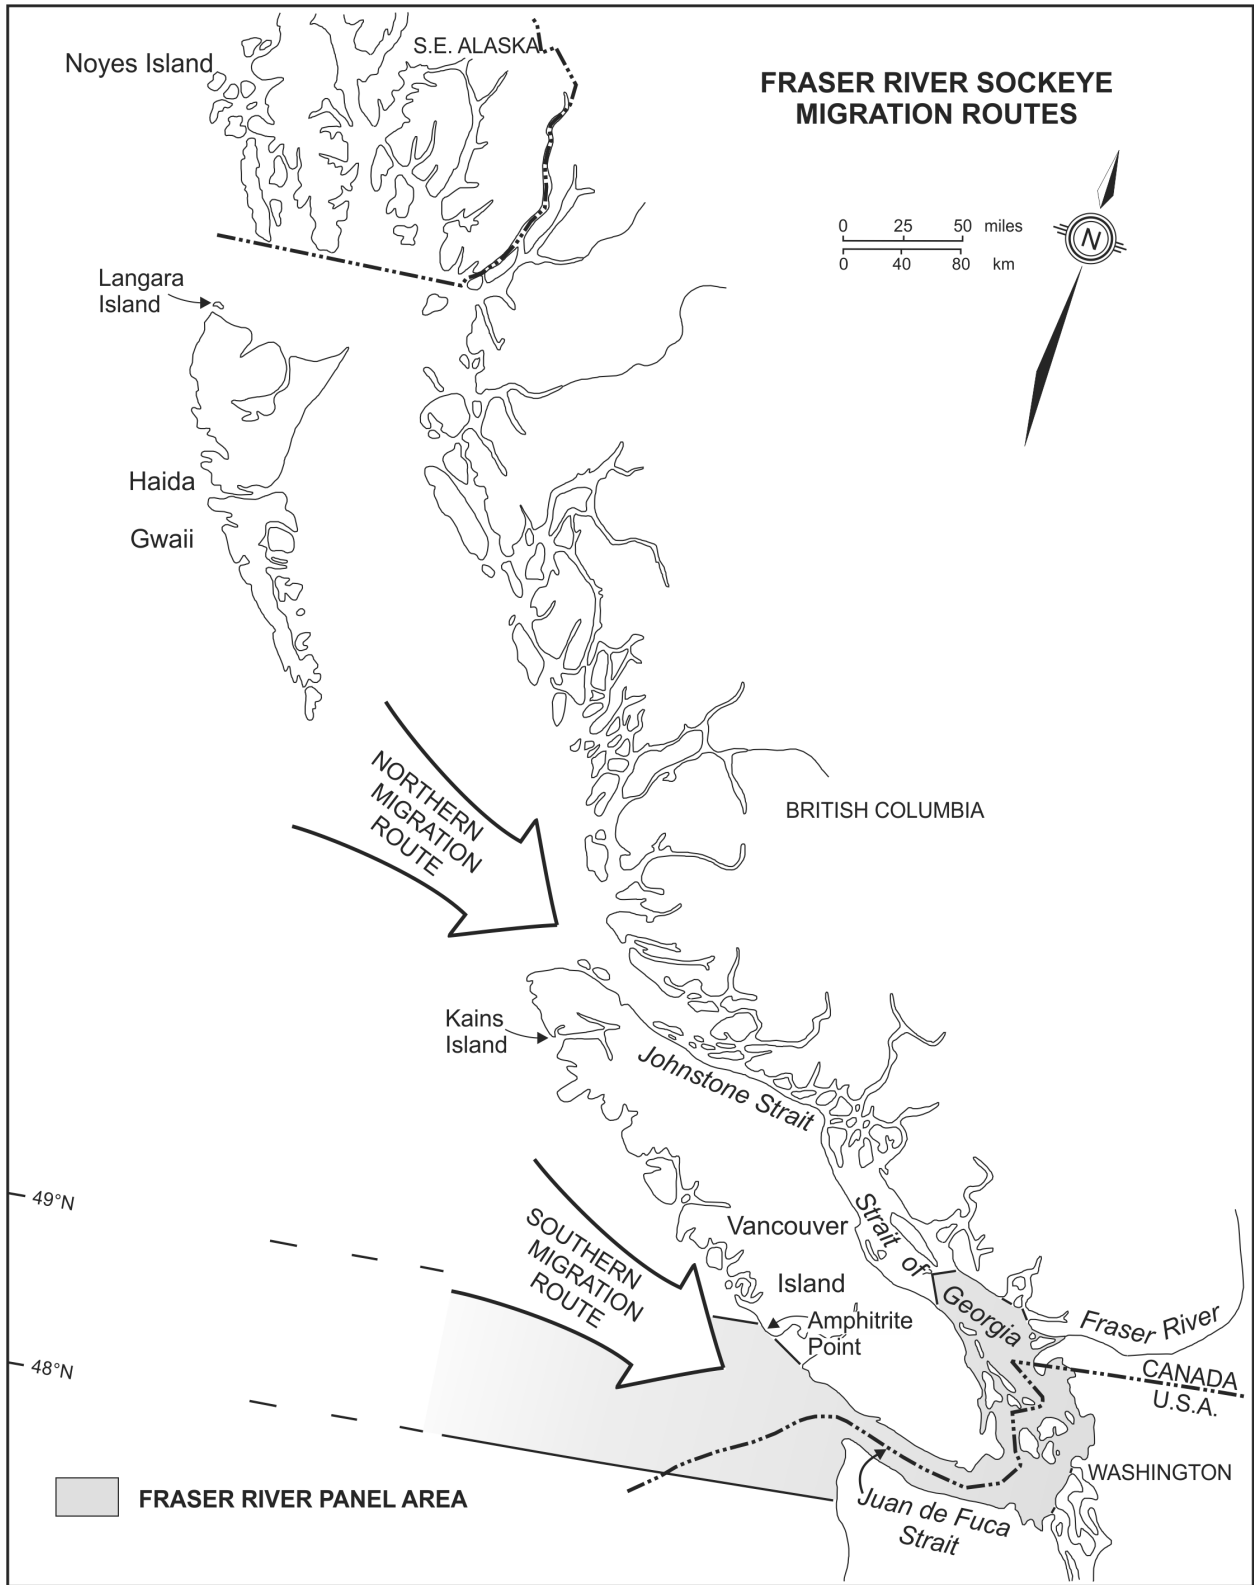 Noyes Island
S.E. ALASKA
FRASER RIVER SOCKEYE
MIGRATION ROUTES
0 25 50 miles
0 40 80 km
N
Langara
Island
Haida
Gwaii
NORTHERN
MIGRATION
ROUTE
BRITISH COLUMBIA
Kains
Island
Johnstone Strait
49°N
SOUTHERN
MIGRATION
ROUTE
Vancouver
Island
Strait of
Georgia
Amphitrite
Point
Fraser River
48°N
CANADA
U.S.A.
WASHINGTON
Juan de Fuca
Strait
FRASER RIVER PANEL AREA